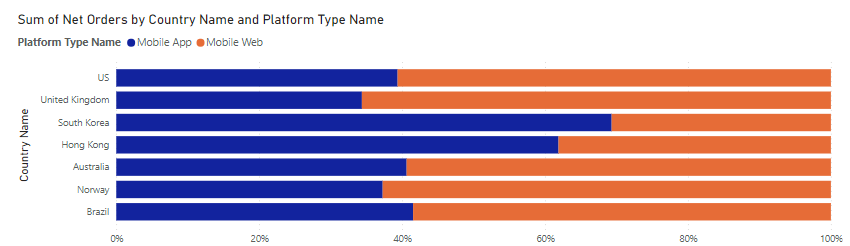 Sum of Net Orders by Country Name and Platform Type Name
Platform Type Name Mobile App Mobile Web
Country Name
US
United Kingdom
South Korea
Hong Kong
Australia
Norway
Brazil
0% 20% 40% 60% 80% 100%